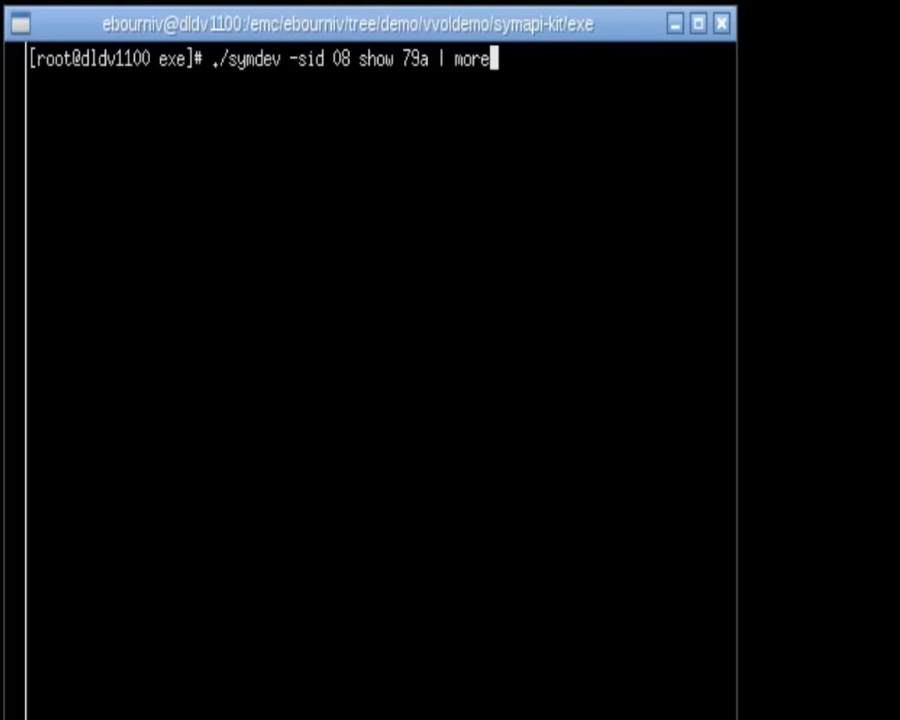 ebourniv@dldv1100:/emc/ebourniv/tree/demo/vvoldemo/symapi-kit/exe
[root@dldv1100 exe]# ./symdev -sid 08 show 79a | more